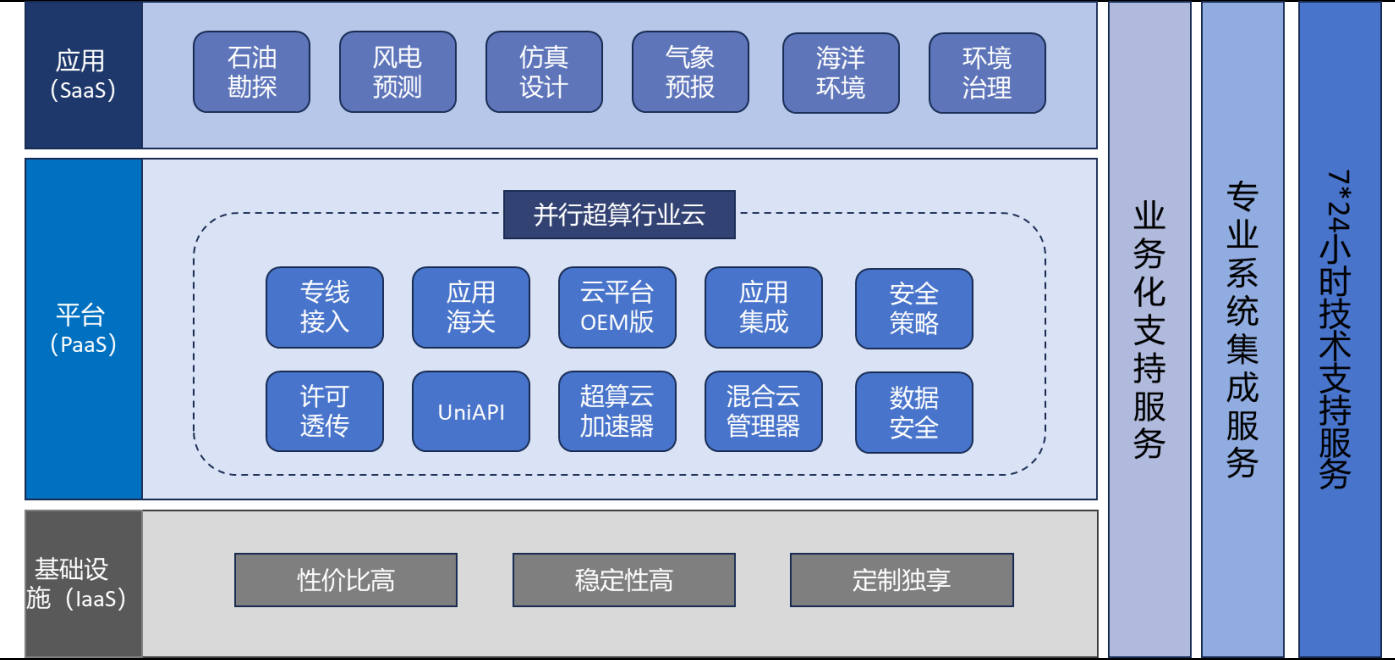 应用
（SaaS）
石油
勘探
风电
预测
仿真
设计
气象
预报
海洋
环境
环境
治理
平台
（PaaS）
并行超算行业云
专线
接入
应用
海关
云平台
OEM版
应用
集成
安全
策略
许可
透传
UniAPI
超算云
加速器
混合云
管理器
数据
安全
基础设
施（IaaS）
性价比高
稳定性高
定制独享
业务化支持服务
专业系统集成服务
7*24小时技术支持服务